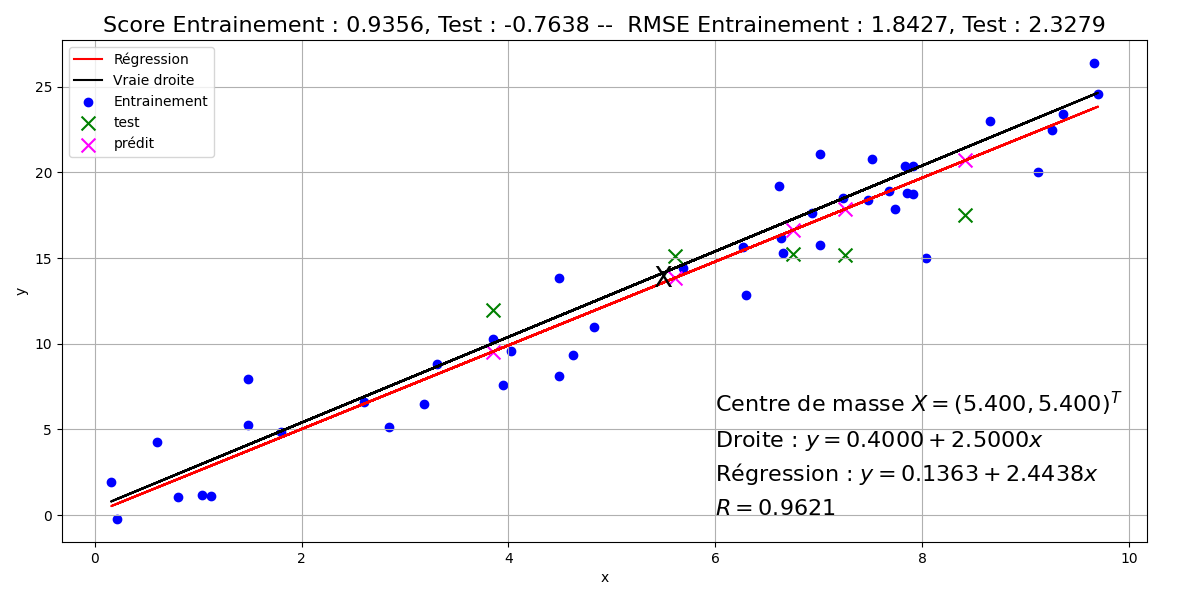 Score Entrainement : 0.9356, Test : -0.7638 --  RMSE Entrainement : 1.8427, Test : 2.3279
Régression
Vraie droite
Entrainement
test
prédit
25
20
15
10
5
0
y
Centre de masse X = (5.400, 5.400)^T
Droite : y = 0.4000 + 2.5000x
Régression : y = 0.1363 + 2.4438x
R = 0.9621
0 2 4 6 8 10
x